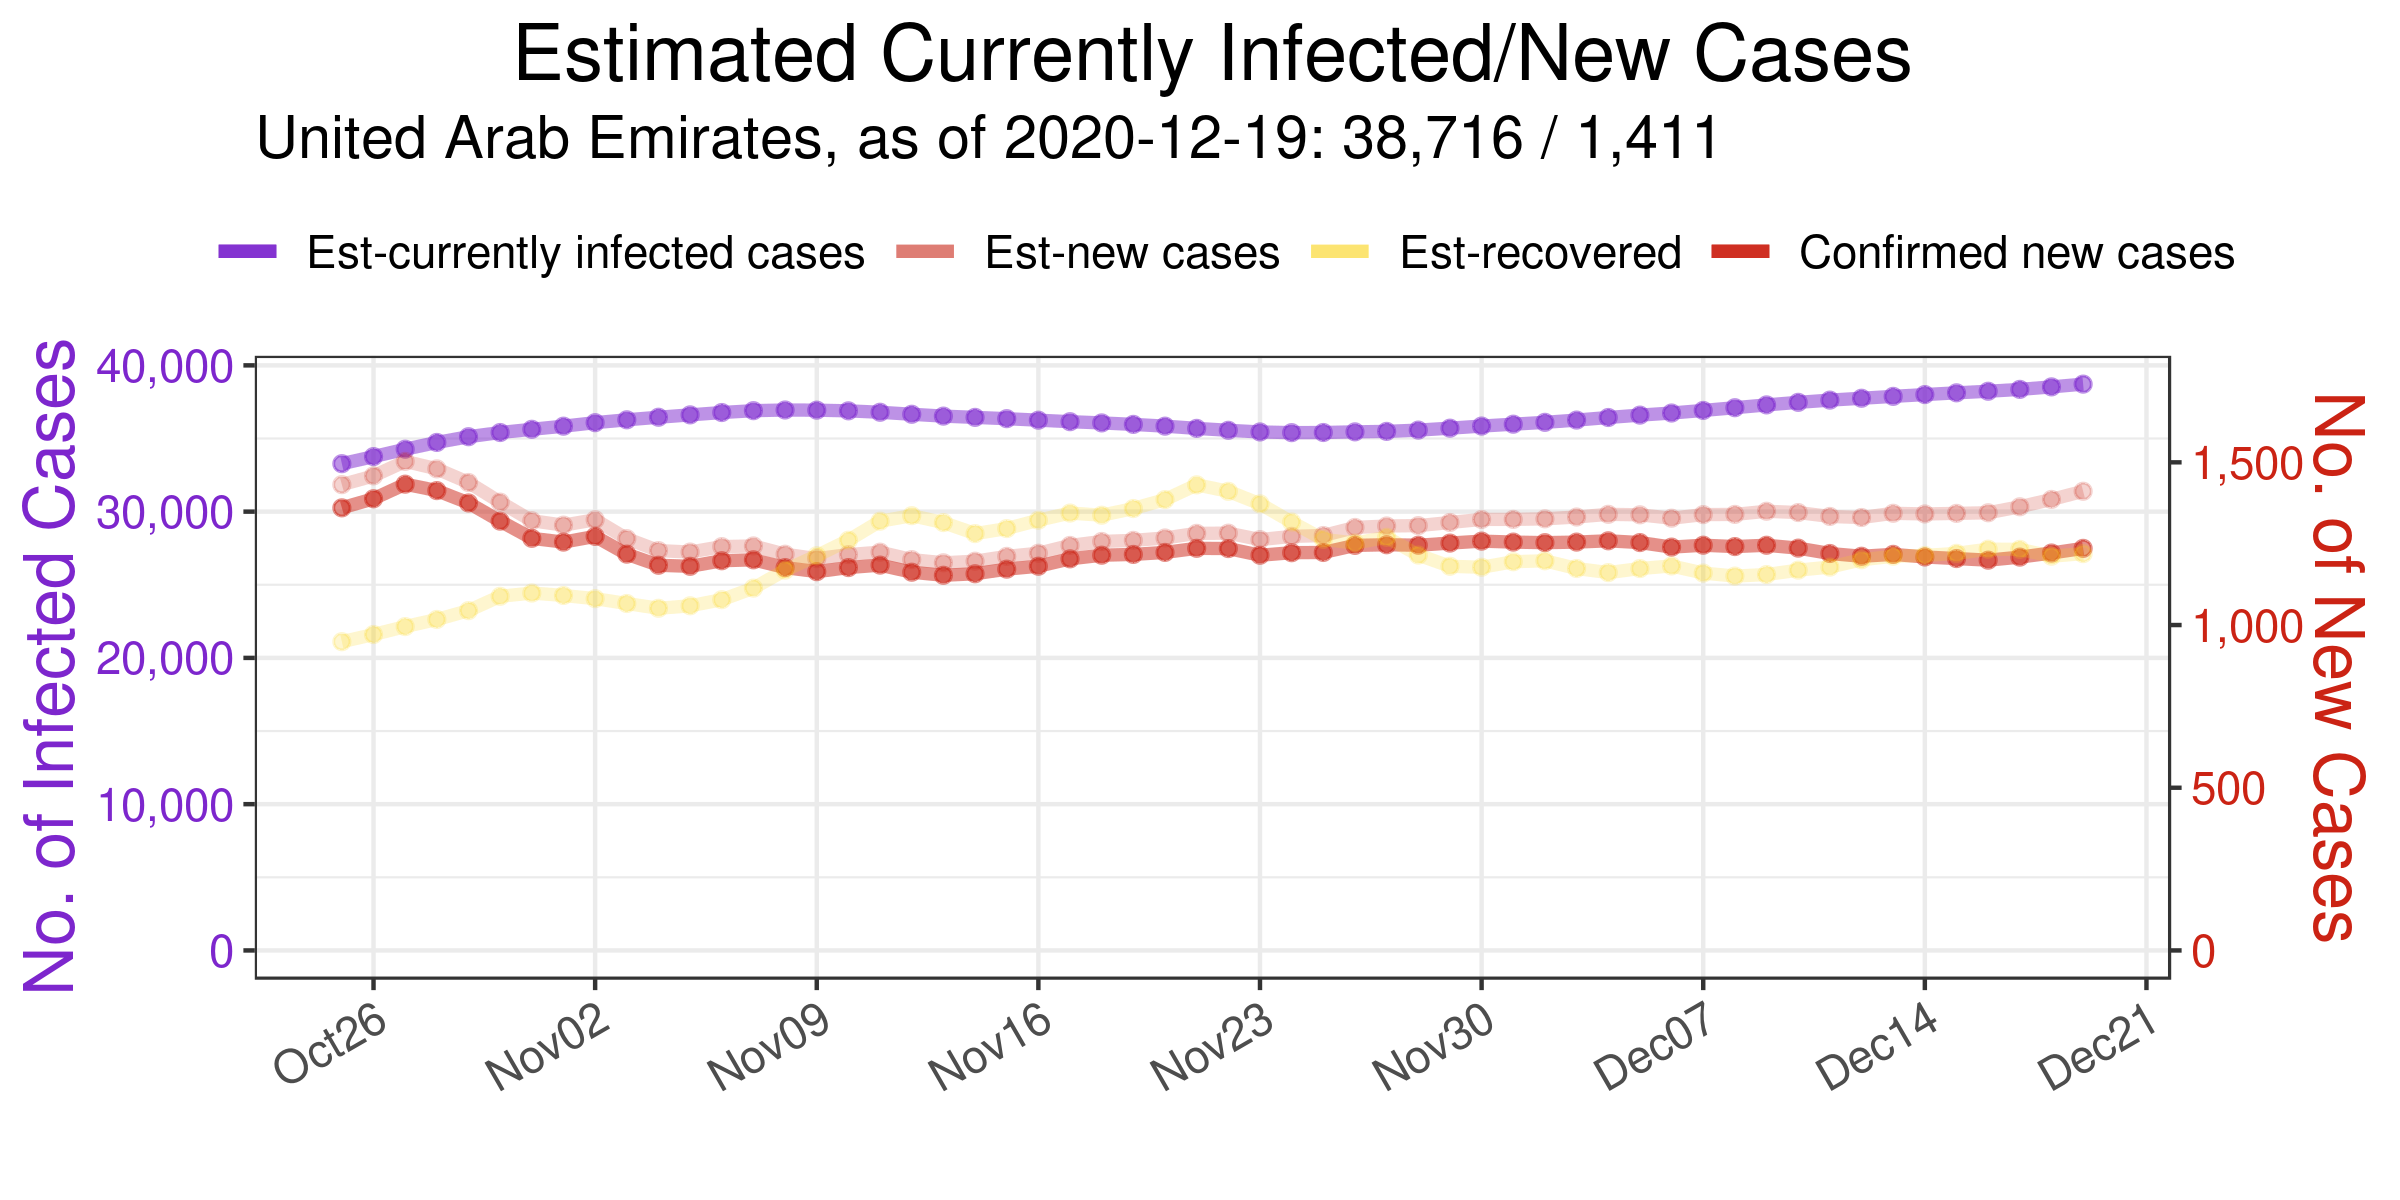 Estimated Currently Infected/New Cases
United Arab Emirates, as of 2020-12-19: 38,716 / 1,411
Est-currently infected cases Est-new cases Est-recovered Confirmed new cases
No. of Infected Cases
40,000
30,000
20,000
10,000
0
1,500
1,000
500
0
No. of New Cases
Oct26 Nov02 Nov09 Nov16 Nov23 Nov30 Dec07 Dec14 Dec21